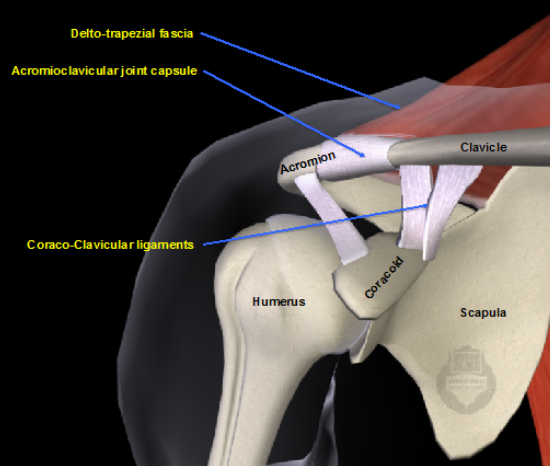 Delto-trapezial fascia
Acromioclavicular joint capsule
Clavicle
Acromion
Coraco-Clavicular ligaments
Coracoid
Humerus
Scapula